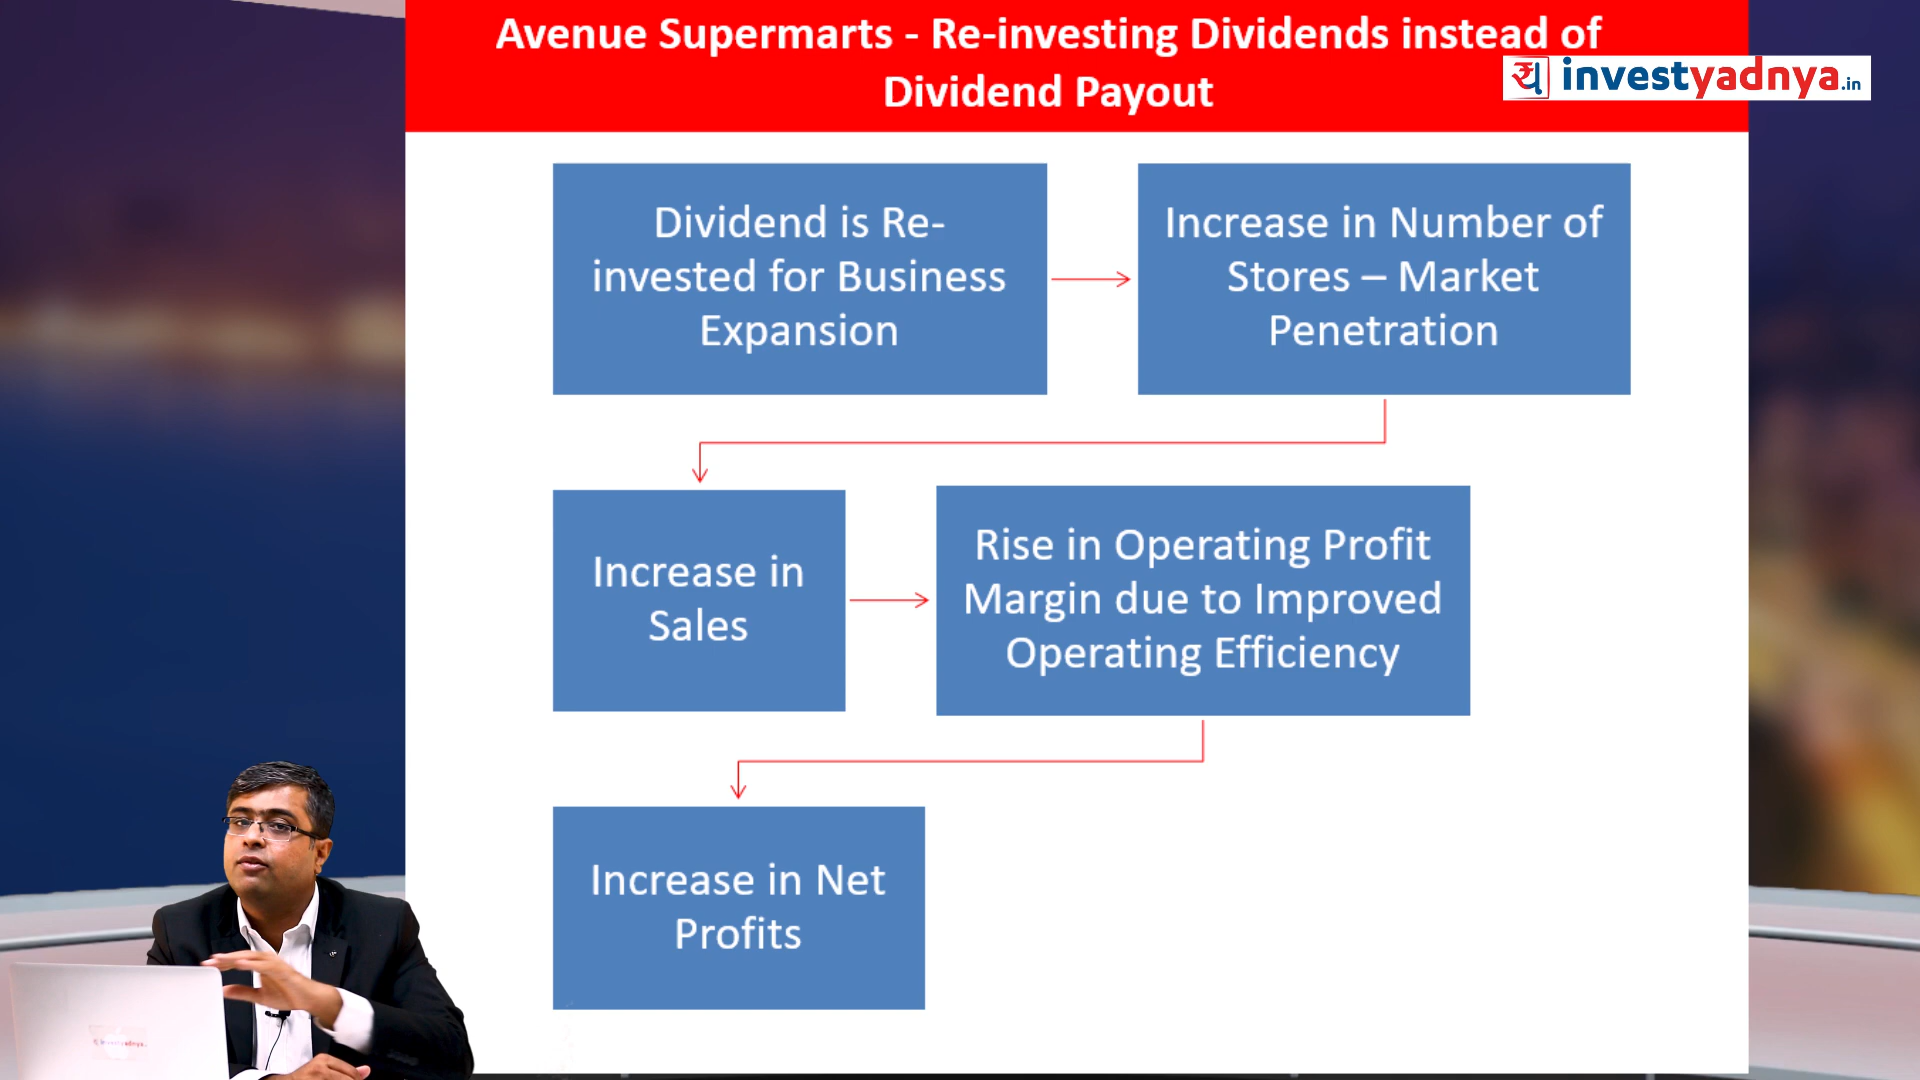 Avenue Supermarts - Re-investing Dividends instead of
Dividend Payout
investyadnya.in
Dividend is Re-
invested for Business
Expansion
Increase in Number of
Stores – Market
Penetration
Increase in
Sales
Rise in Operating Profit
Margin due to Improved
Operating Efficiency
Increase in Net
Profits
investyadnya.in